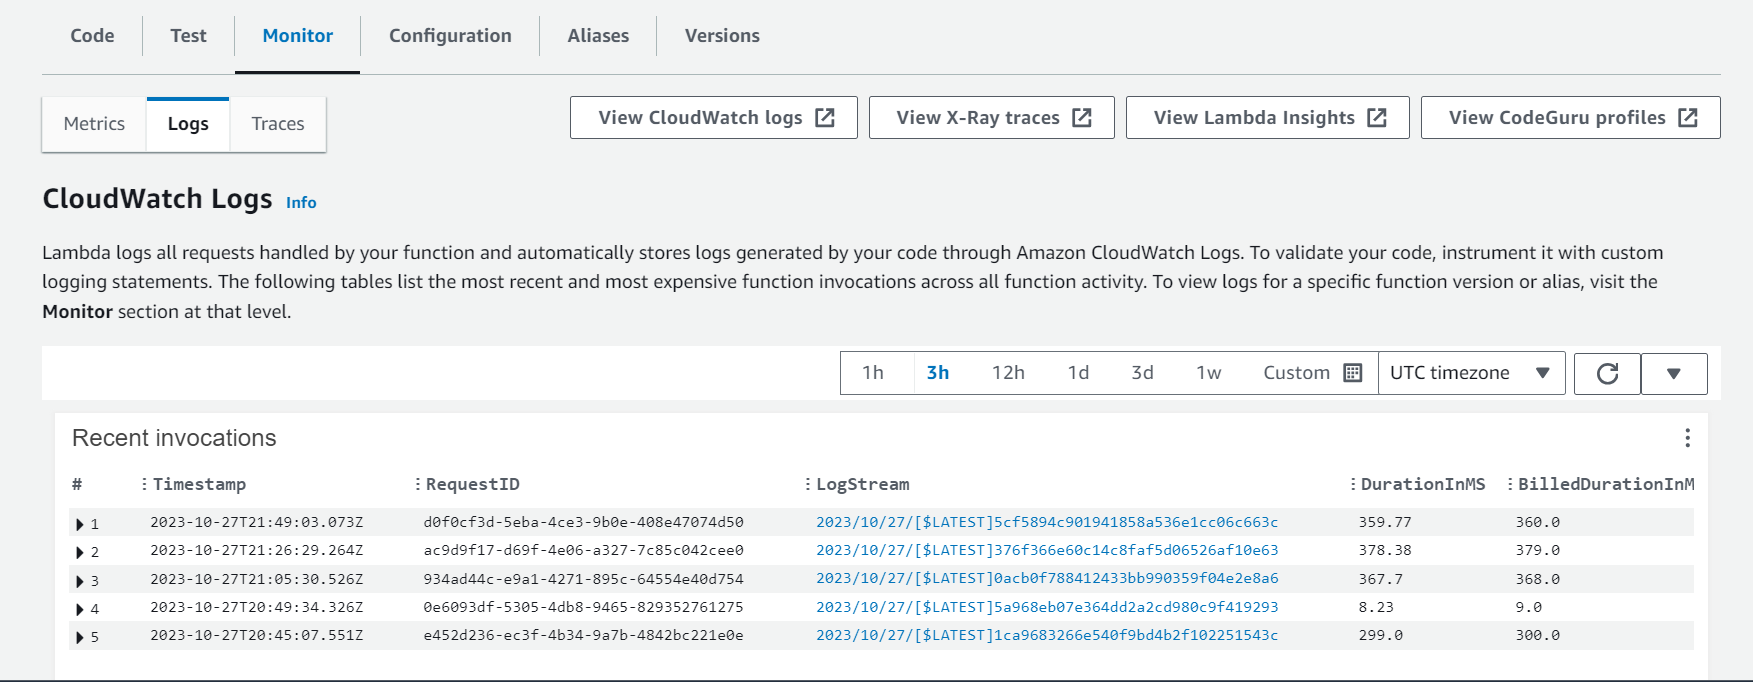 Code Test Monitor Configuration Aliases Versions
Metrics Logs Traces View CloudWatch logs View X-Ray traces View Lambda Insights View CodeGuru profiles
CloudWatch Logs Info
Lambda logs all requests handled by your function and automatically stores logs generated by your code through Amazon CloudWatch Logs. To validate your code, instrument it with custom
logging statements. The following tables list the most recent and most expensive function invocations across all function activity. To view logs for a specific function version or alias, visit the
Monitor section at that level.
1h 3h 12h 1d 3d 1w Custom UTC timezone
Recent invocations
# Timestamp RequestID LogStream DurationInMS BilledDurationInM
1 2023-10-27T21:49:03.073Z d0f0cf3d-5eba-4ce3-9b0e-408e47074d50 2023/10/27/[$LATEST]5cf5894c901941858a536e1cc06c663c 359.77 360.0
2 2023-10-27T21:26:29.264Z ac9d9f17-d69f-4e06-a327-7c85c042cee0 2023/10/27/[$LATEST]376f366e60c14c8faf5d06526af10e63 378.38 379.0
3 2023-10-27T21:05:30.526Z 934ad44c-e9a1-4271-895c-64554e40d754 2023/10/27/[$LATEST]0acb0f788412433bb990359f04e2e8a6 367.7 368.0
4 2023-10-27T20:49:34.326Z 0e6093df-5305-4db8-9465-829352761275 2023/10/27/[$LATEST]5a968eb07e364dd2a2cd980c9f419293 8.23 9.0
5 2023-10-27T20:45:07.551Z e452d236-ec3f-4b34-9a7b-4842bc221e0e 2023/10/27/[$LATEST]1ca9683266e540f9bd4b2f102251543c 299.0 300.0